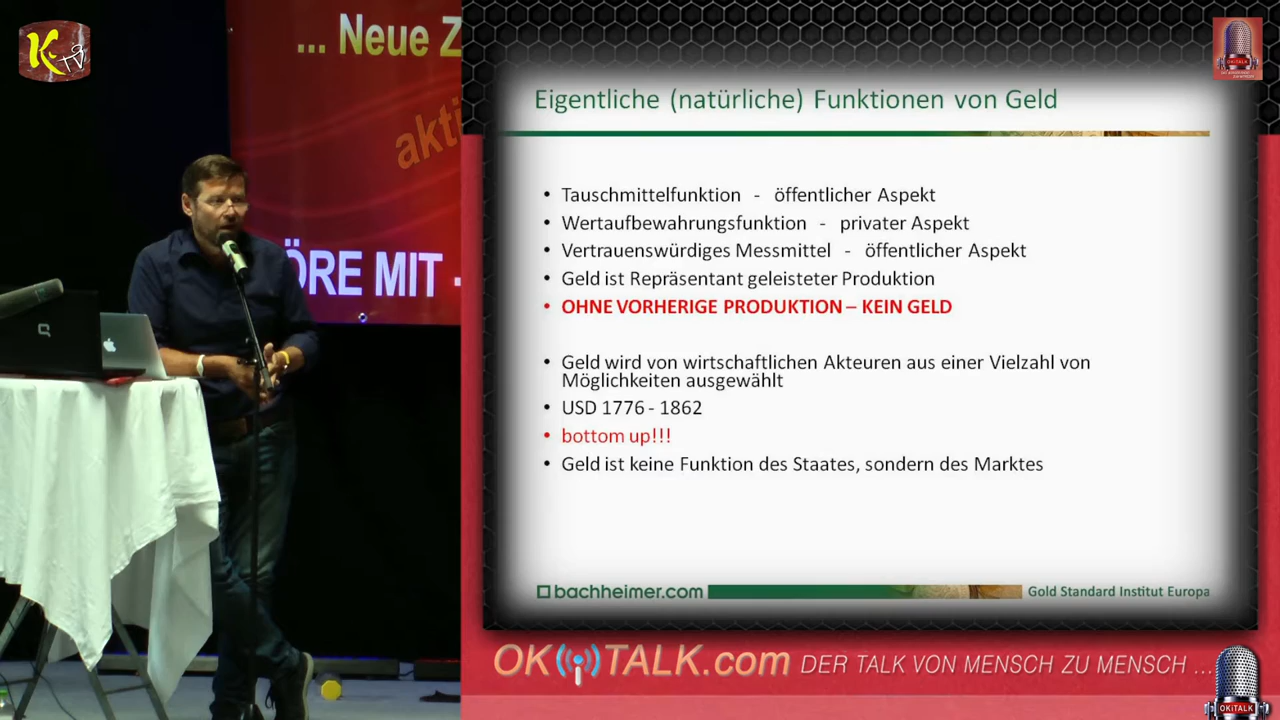 K-TV
... Neue Z
akti
ÖRE MIT -
OKiTALK
Eigentliche (natürliche) Funktionen von Geld
• Tauschmittelfunktion - öffentlicher Aspekt
• Wertaufbewahrungsfunktion - privater Aspekt
• Vertrauenswürdiges Messmittel - öffentlicher Aspekt
• Geld ist Repräsentant geleisteter Produktion
• OHNE VORHERIGE PRODUKTION – KEIN GELD
• Geld wird von wirtschaftlichen Akteuren aus einer Vielzahl von
Möglichkeiten ausgewählt
• USD 1776 - 1862
• bottom up!!!
• Geld ist keine Funktion des Staates, sondern des Marktes
bachheimer.com
Gold Standard Institut Europa
OKiTALK.com DER TALK VON MENSCH ZU MENSCH ...
OKiTALK